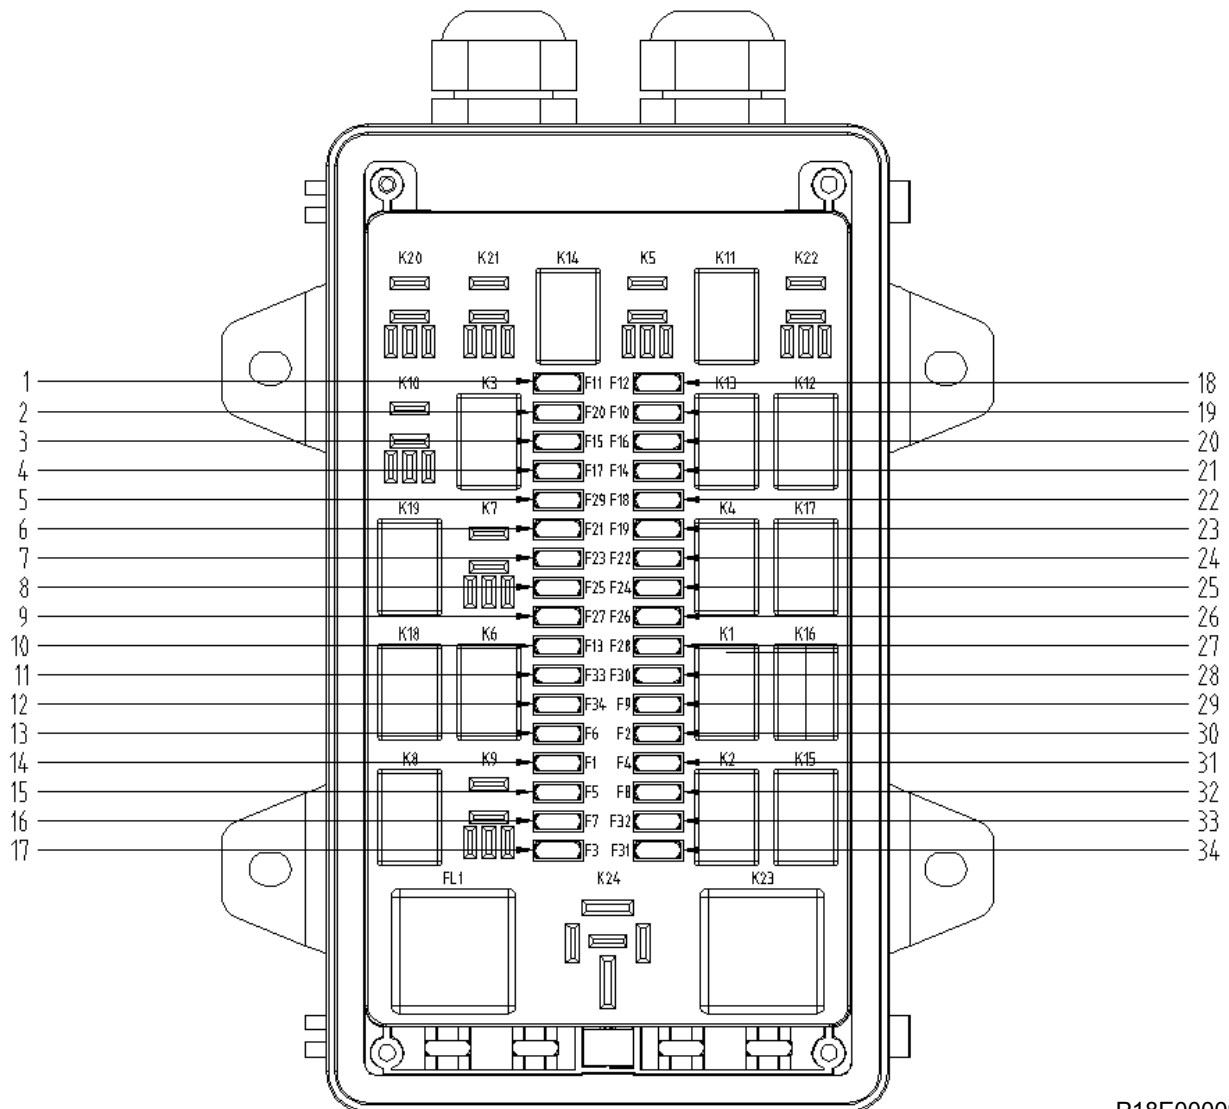 K20 K21 K14 K5 K11 K22
1 F11 F12 18
K10 K3 K13 K12
2 F20 F10 19
3 F15 F16 20
4 F17 F14 21
5 F29 F18 22
K19 K7 K4 K17
6 F21 F19 23
7 F23 F22 24
8 F25 F24 25
9 F27 F26 26
K18 K6 K1 K16
10 F13 F28 27
11 F33 F30 28
12 F34 F9 29
13 F6 F2 30
K8 K9 K2 K15
14 F1 F4 31
15 F5 F8 32
16 F7 F32 33
17 F3 F31 34
FL1 K24 K23